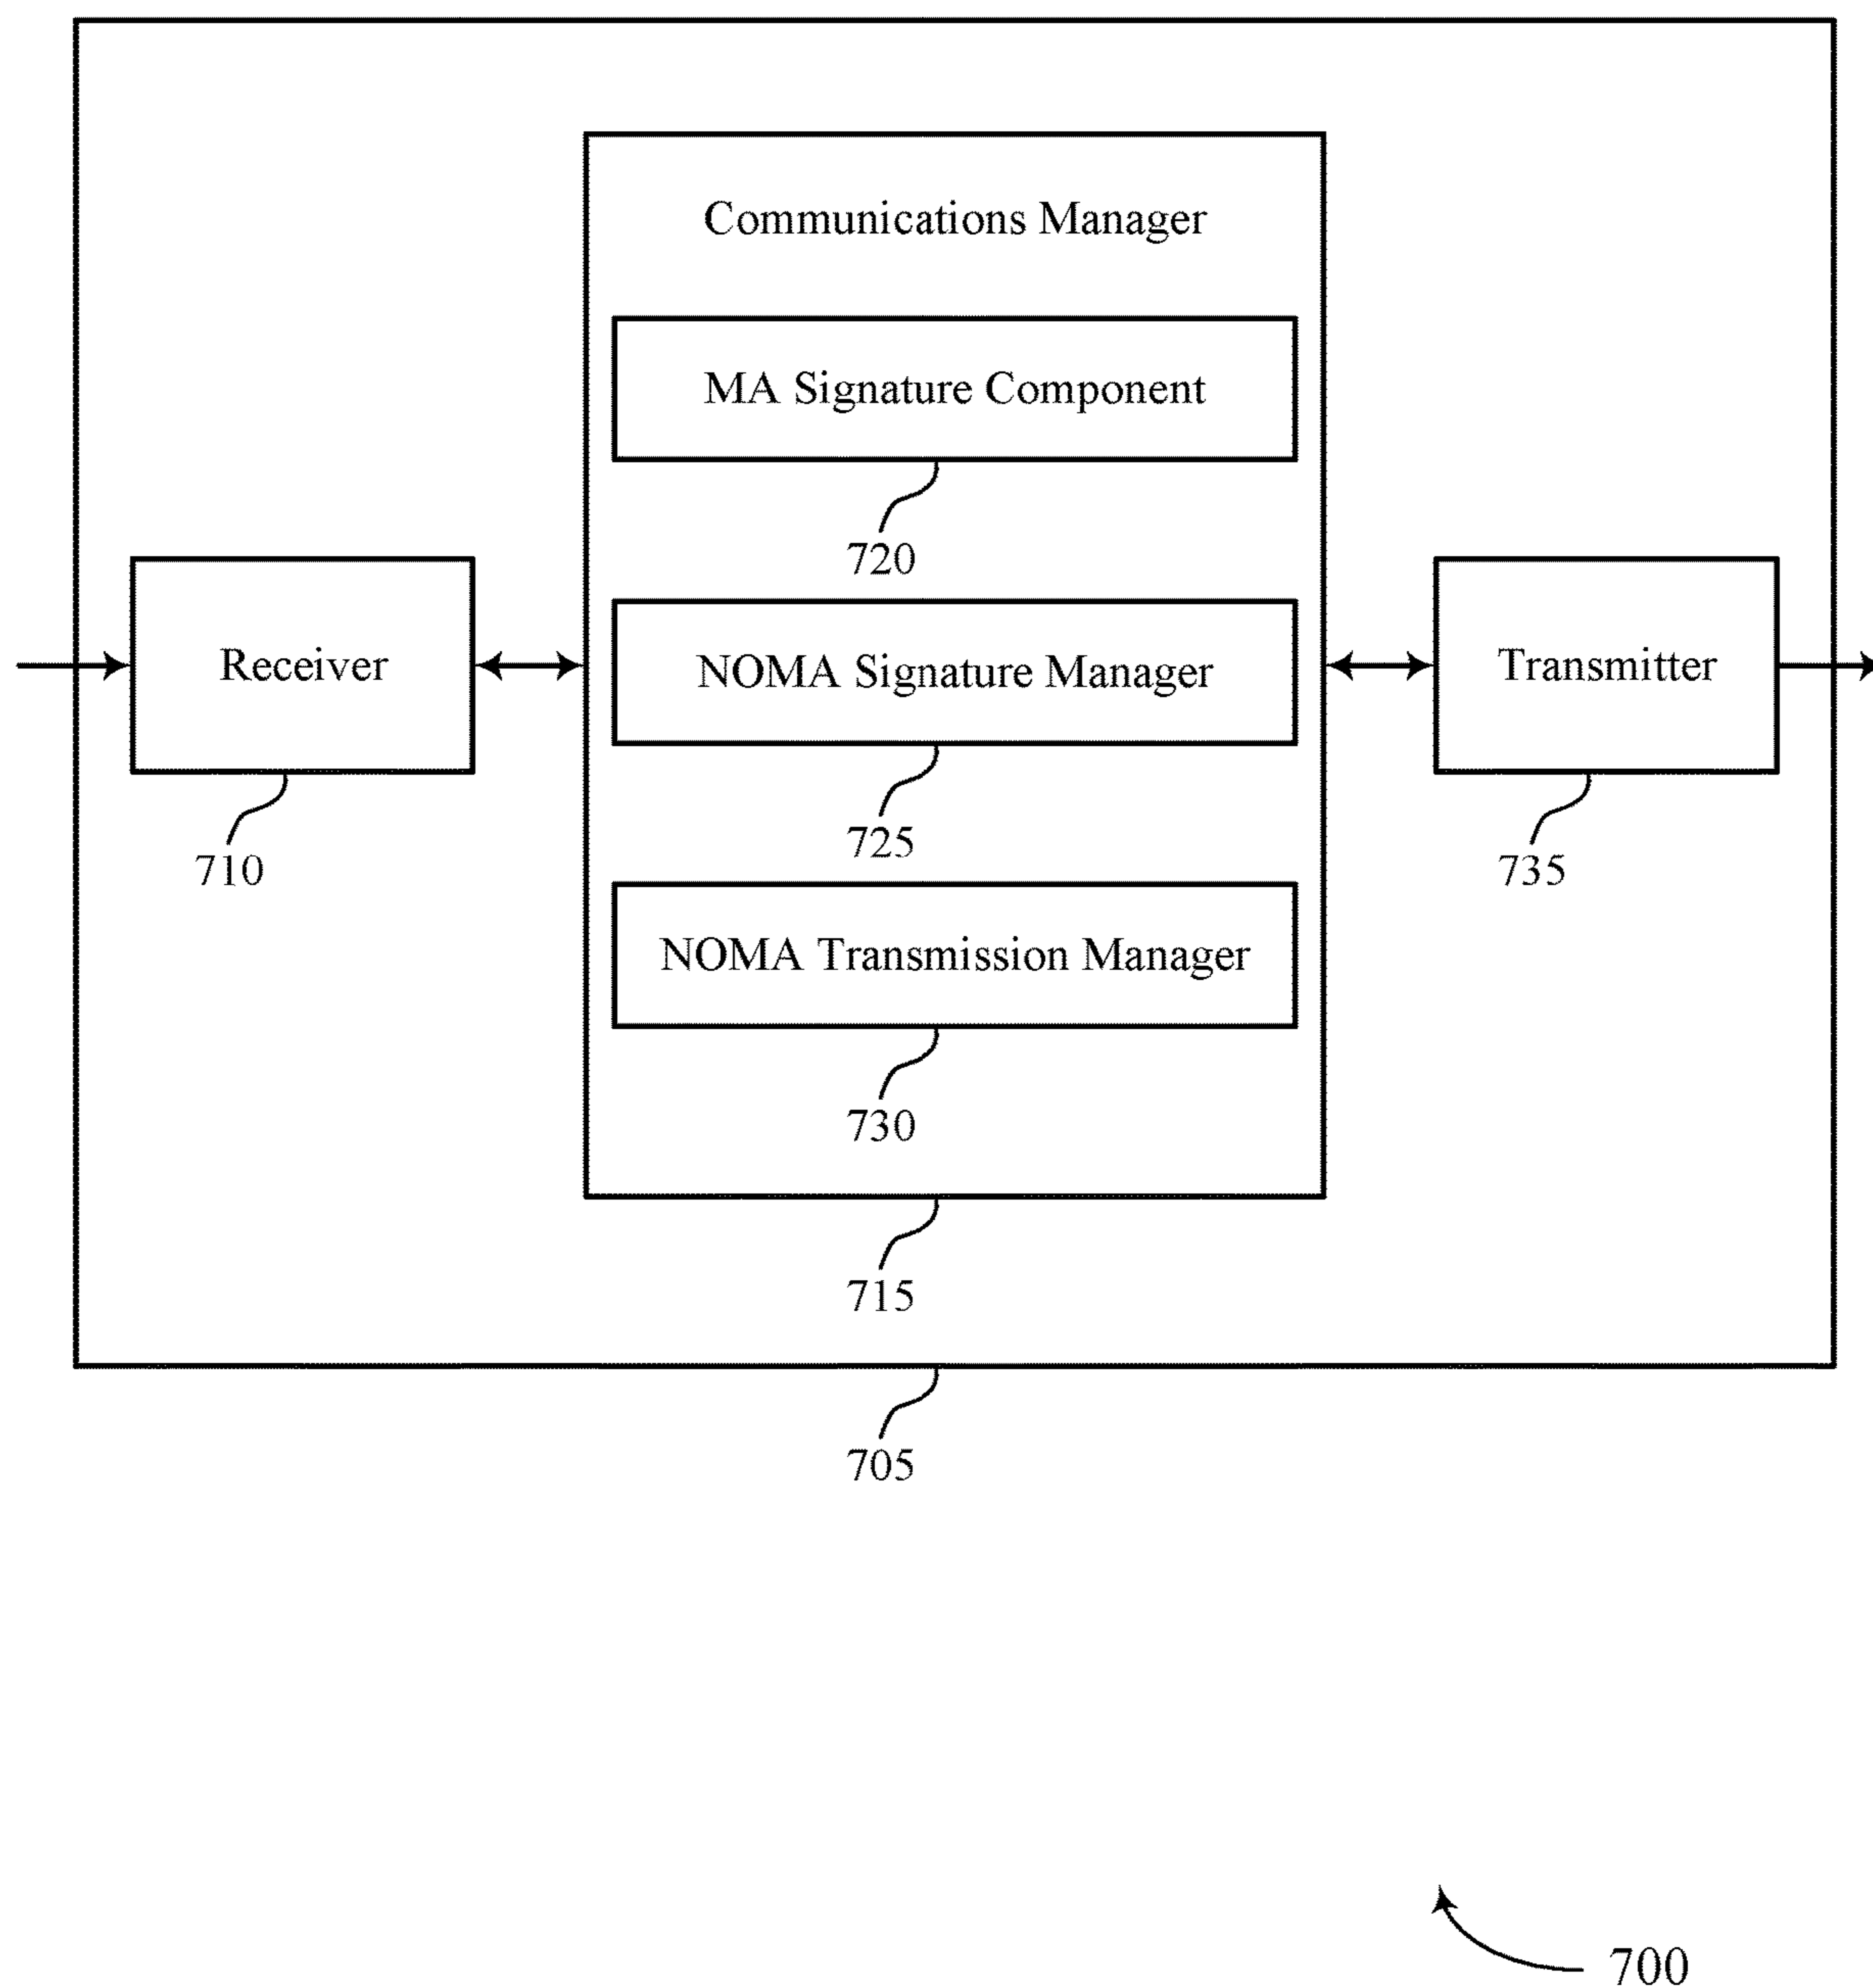 Communications Manager
MA Signature Component
720
Receiver
710
NOMA Signature Manager
725
Transmitter
735
NOMA Transmission Manager
730
715
705
700